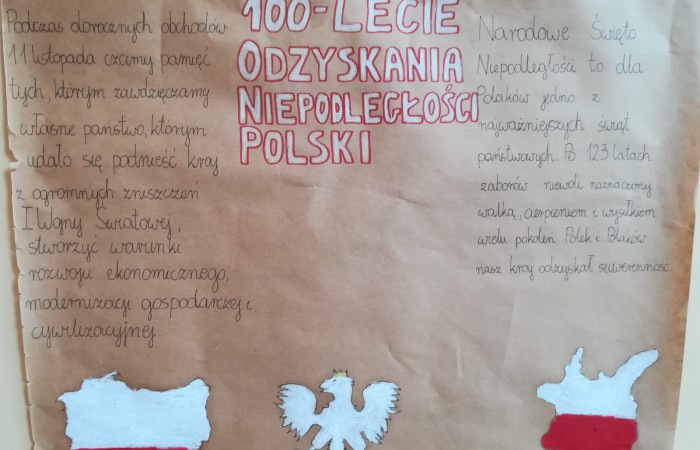 Podczas dorocznych obchodów
11 listopada czcimy pamięć
tych, którym zawdzięczamy
własne państwo, którym
udało się podnieść kraj
z ogromnych zniszczeń
I Wojny Światowej,
stworzyć warunki
rozwoju ekonomicznego,
modernizacji gospodarczej i
cywilizacyjnej.
100-LECIE
ODZYSKANIA
NIEPODLEGŁOŚCI
POLSKI
Narodowe Święto
Niepodległości to dla
Polaków jedno z
najważniejszych świąt
państwowych. Po 123 latach
zaborów niewoli naznaczony
walką, cierpieniem i wysiłkiem
wielu pokoleń Polek i Polaków
nasz kraj odzyskał suwerenność